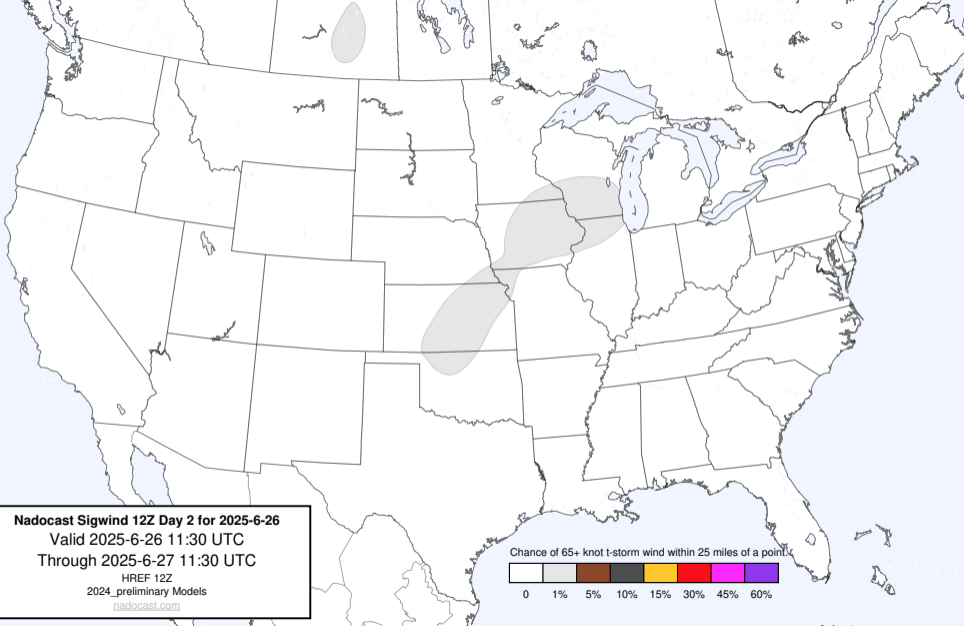 Nadocast Sigwind 12Z Day 2 for 2025-6-26
Valid 2025-6-26 11:30 UTC
Through 2025-6-27 11:30 UTC
HREF 12Z
2024_preliminary Models
nadocast.com
Chance of 65+ knot t-storm wind within 25 miles of a point.
0 1% 5% 10% 15% 30% 45% 60%